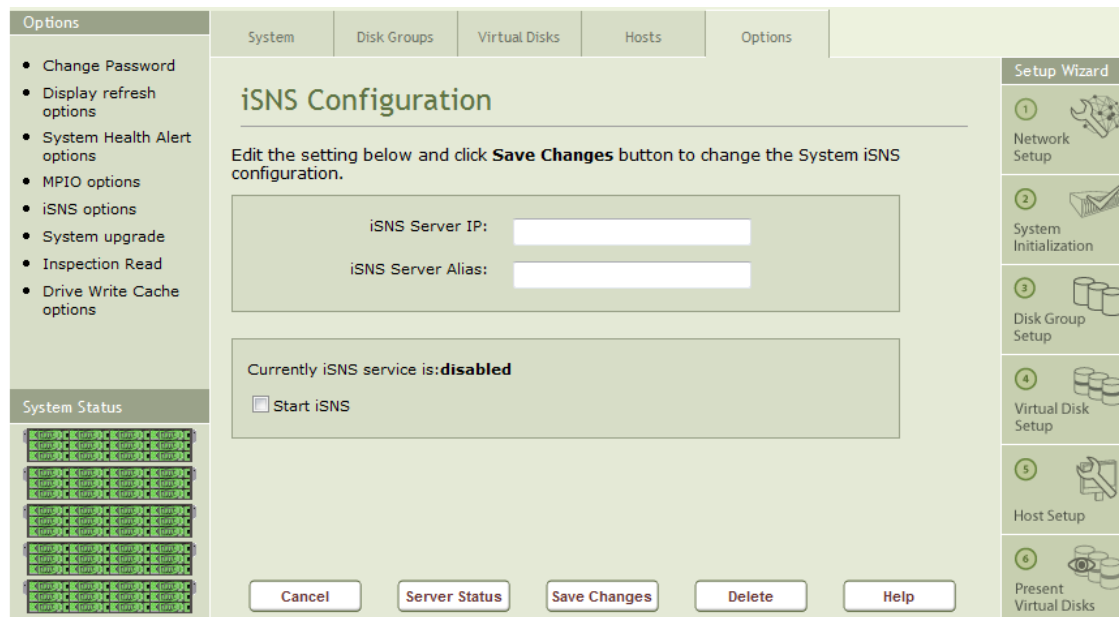 Options
Change Password
Display refresh
options
System Health Alert
options
MPIO options
iSNS options
System upgrade
Inspection Read
Drive Write Cache
options
System Status
System
Disk Groups
Virtual Disks
Hosts
Options
iSNS Configuration
Edit the setting below and click Save Changes button to change the System iSNS
configuration.
iSNS Server IP:
iSNS Server Alias:
Currently iSNS service is:disabled
Start iSNS
Cancel
Server Status
Save Changes
Delete
Help
Setup Wizard
1
Network
Setup
2
System
Initialization
3
Disk Group
Setup
4
Virtual Disk
Setup
5
Host Setup
6
Present
Virtual Disks